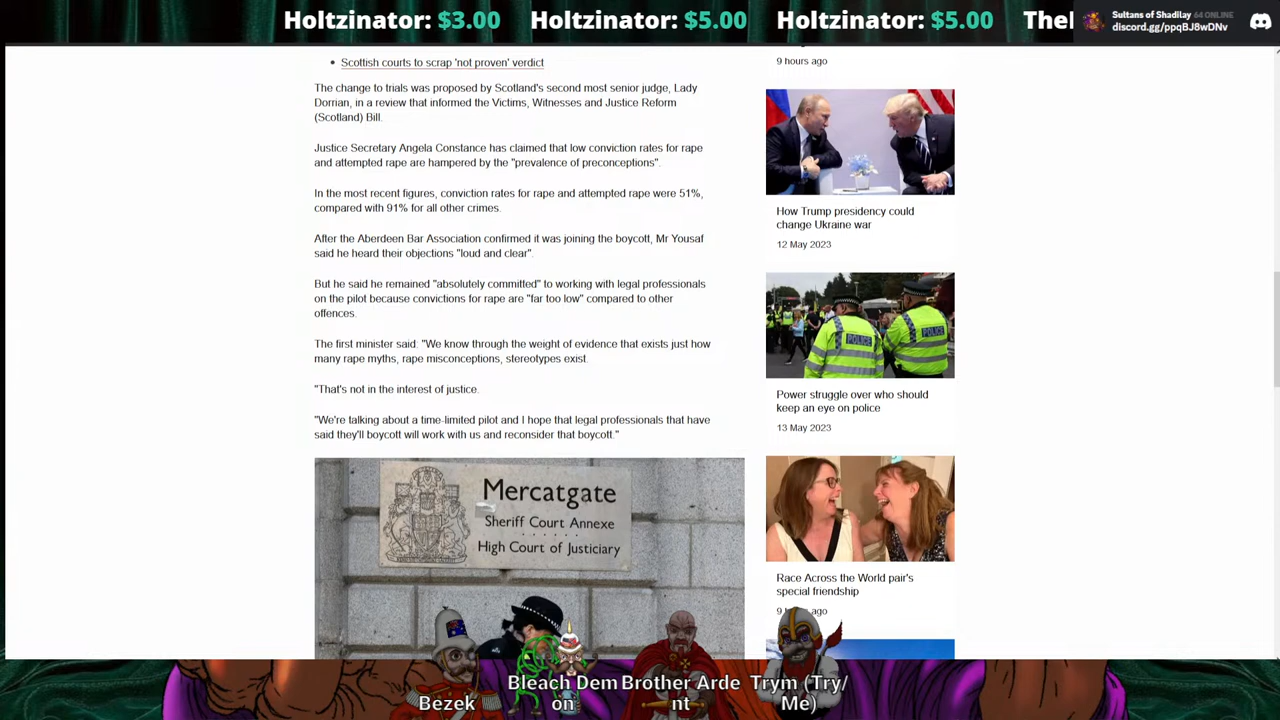 Holtzinator: $3.00 Holtzinator: $5.00 Holtzinator: $5.00
Sultans of Shadilay 64 ONLINE
discord.gg/ppqBJ8wDNv
Scottish courts to scrap 'not proven' verdict
The change to trials was proposed by Scotland's second most senior judge, Lady
Dorrian, in a review that informed the Victims, Witnesses and Justice Reform
(Scotland) Bill.
Justice Secretary Angela Constance has claimed that low conviction rates for rape
and attempted rape are hampered by the "prevalence of preconceptions".
In the most recent figures, conviction rates for rape and attempted rape were 51%,
compared with 91% for all other crimes.
After the Aberdeen Bar Association confirmed it was joining the boycott, Mr Yousaf
said he heard their objections "loud and clear".
But he said he remained "absolutely committed" to working with legal professionals
on the pilot because convictions for rape are "far too low" compared to other
offences.
The first minister said: "We know through the weight of evidence that exists just how
many rape myths, rape misconceptions, stereotypes exist.
"That's not in the interest of justice.
"We're talking about a time-limited pilot and I hope that legal professionals that have
said they'll boycott will work with us and reconsider that boycott."
Mercatgate
Sheriff Court Annexe
High Court of Justiciary
9 hours ago
How Trump presidency could
change Ukraine war
12 May 2023
POLICE
POLICE
Power struggle over who should
keep an eye on police
13 May 2023
Race Across the World pair's
special friendship
ago
Bezek
Bleach Dem
on
Brother Arde
nt
Trym (Try/
Me)